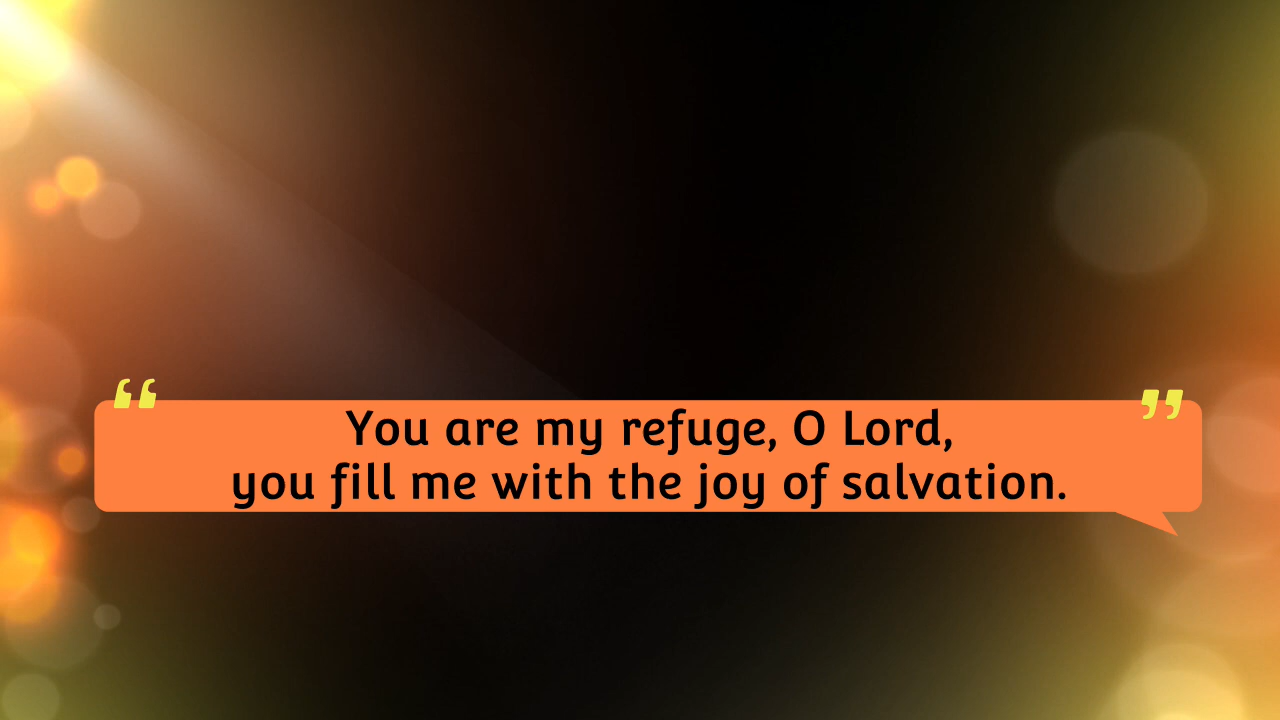 “ ”
You are my refuge, O Lord,
you fill me with the joy of salvation.